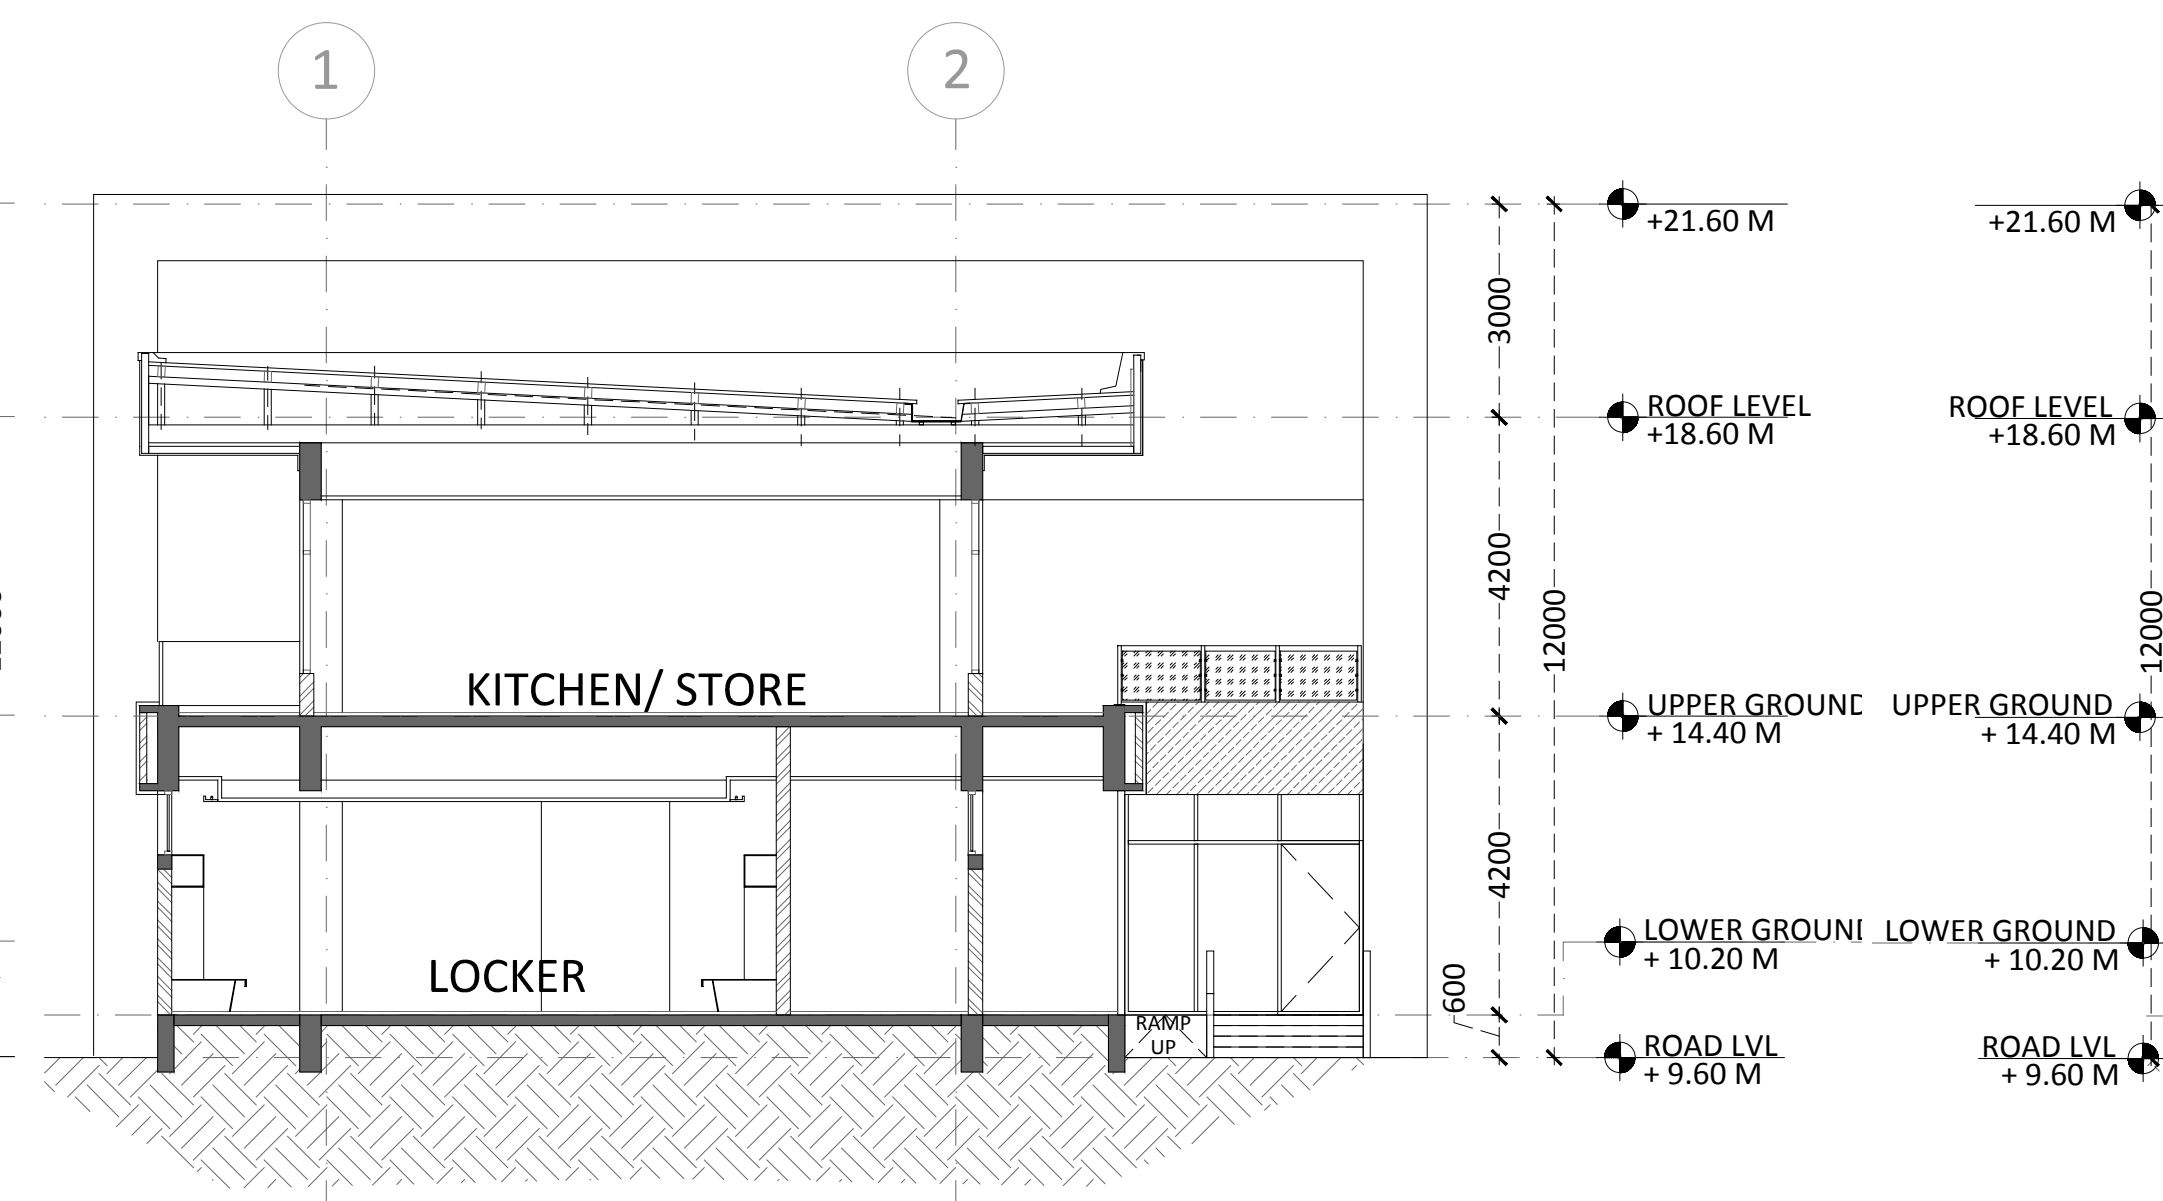 1
2
+21.60 M
+21.60 M
3000
ROOF LEVEL
+18.60 M
ROOF LEVEL
+18.60 M
4200
12000
12000
KITCHEN/ STORE
UPPER GROUND
+ 14.40 M
UPPER GROUND
+ 14.40 M
4200
LOCKER
LOWER GROUN
+ 10.20 M
LOWER GROUND
+ 10.20 M
600
RAMP
UP
ROAD LVL
+ 9.60 M
ROAD LVL
+ 9.60 M